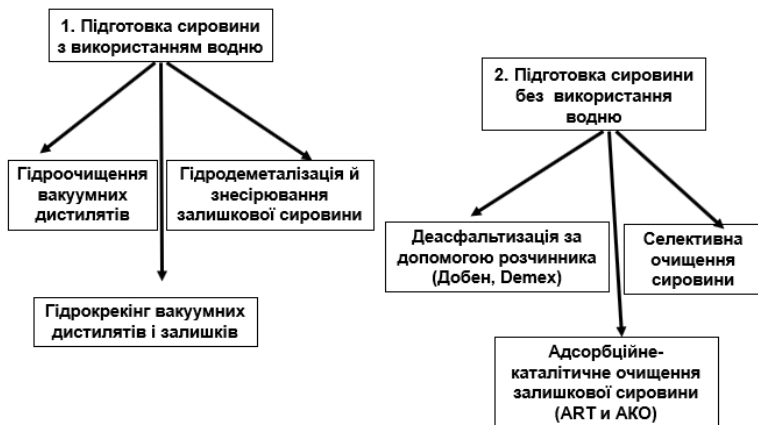 1. Підготовка сировини
з використанням водню
Гідроочищення
вакуумних
дистилятів
Гідродеметалізація й
знесірювання
залишкової сировини
Гідрокрекінг вакуумних
дистилятів і залишків
2. Підготовка сировини
без використання
водню
Деасфальтизація за
допомогою розчинника
(Добен, Demex)
Селективна
очищення
сировини
Адсорбційне-
каталітичне очищення
залишкової сировини
(ART и АКО)